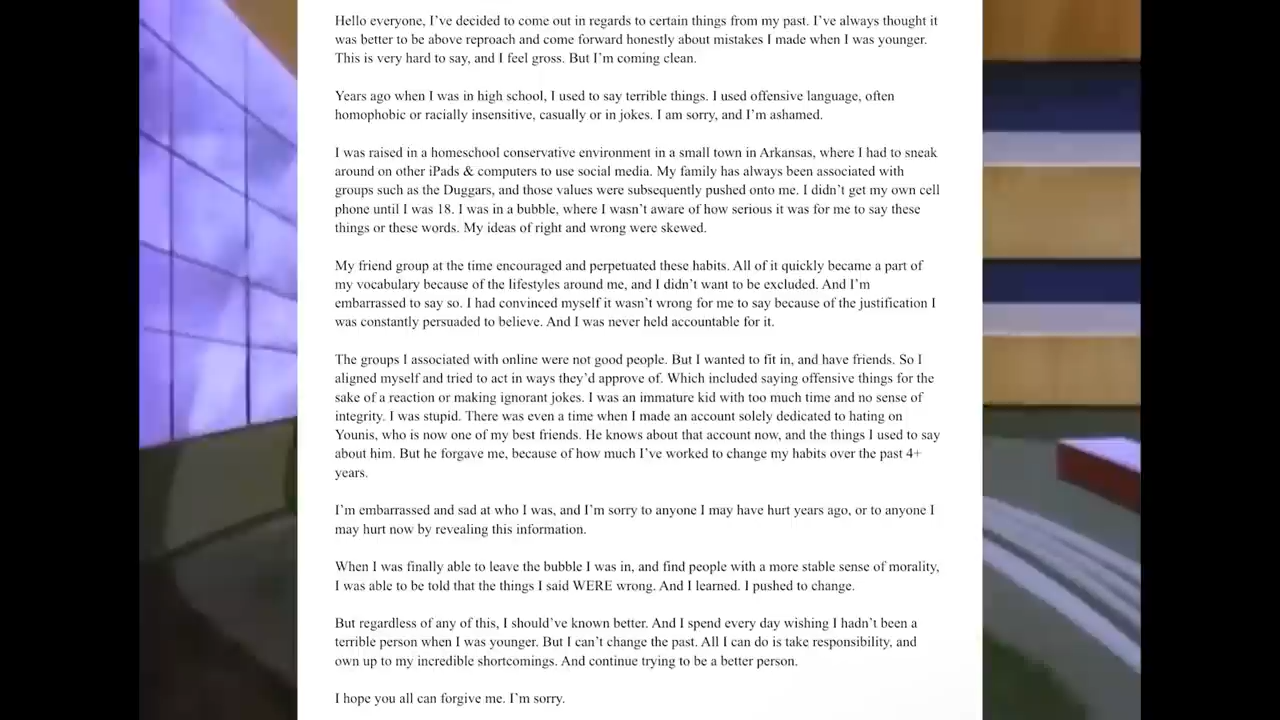 Hello everyone, I've decided to come out in regards to certain things from my past. I've always thought it
was better to be above reproach and come forward honestly about mistakes I made when I was younger.
This is very hard to say, and I feel gross. But I'm coming clean.
Years ago when I was in high school, I used to say terrible things. I used offensive language, often
homophobic or racially insensitive, casually or in jokes. I am sorry, and I'm ashamed.
I was raised in a homeschool conservative environment in a small town in Arkansas, where I had to sneak
around on other iPads & computers to use social media. My family has always been associated with
groups such as the Duggars, and those values were subsequently pushed onto me. I didn't get my own cell
phone until I was 18. I was in a bubble, where I wasn't aware of how serious it was for me to say these
things or these words. My ideas of right and wrong were skewed.
My friend group at the time encouraged and perpetuated these habits. All of it quickly became a part of
my vocabulary because of the lifestyles around me, and I didn't want to be excluded. And I'm
embarrassed to say so. I had convinced myself it wasn't wrong for me to say because of the justification I
was constantly persuaded to believe. And I was never held accountable for it.
The groups I associated with online were not good people. But I wanted to fit in, and have friends. So I
aligned myself and tried to act in ways they'd approve of. Which included saying offensive things for the
sake of a reaction or making ignorant jokes. I was an immature kid with too much time and no sense of
integrity. I was stupid. There was even a time when I made an account solely dedicated to hating on
Younis, who is now one of my best friends. He knows about that account now, and the things I used to say
about him. But he forgave me, because of how much I've worked to change my habits over the past 4+
years.
I'm embarrassed and sad at who I was, and I'm sorry to anyone I may have hurt years ago, or to anyone I
may hurt now by revealing this information.
When I was finally able to leave the bubble I was in, and find people with a more stable sense of morality,
I was able to be told that the things I said WERE wrong. And I learned. I pushed to change.
But regardless of any of this, I should've known better. And I spend every day wishing I hadn't been a
terrible person when I was younger. But I can't change the past. All I can do is take responsibility, and
own up to my incredible shortcomings. And continue trying to be a better person.
I hope you all can forgive me. I'm sorry.